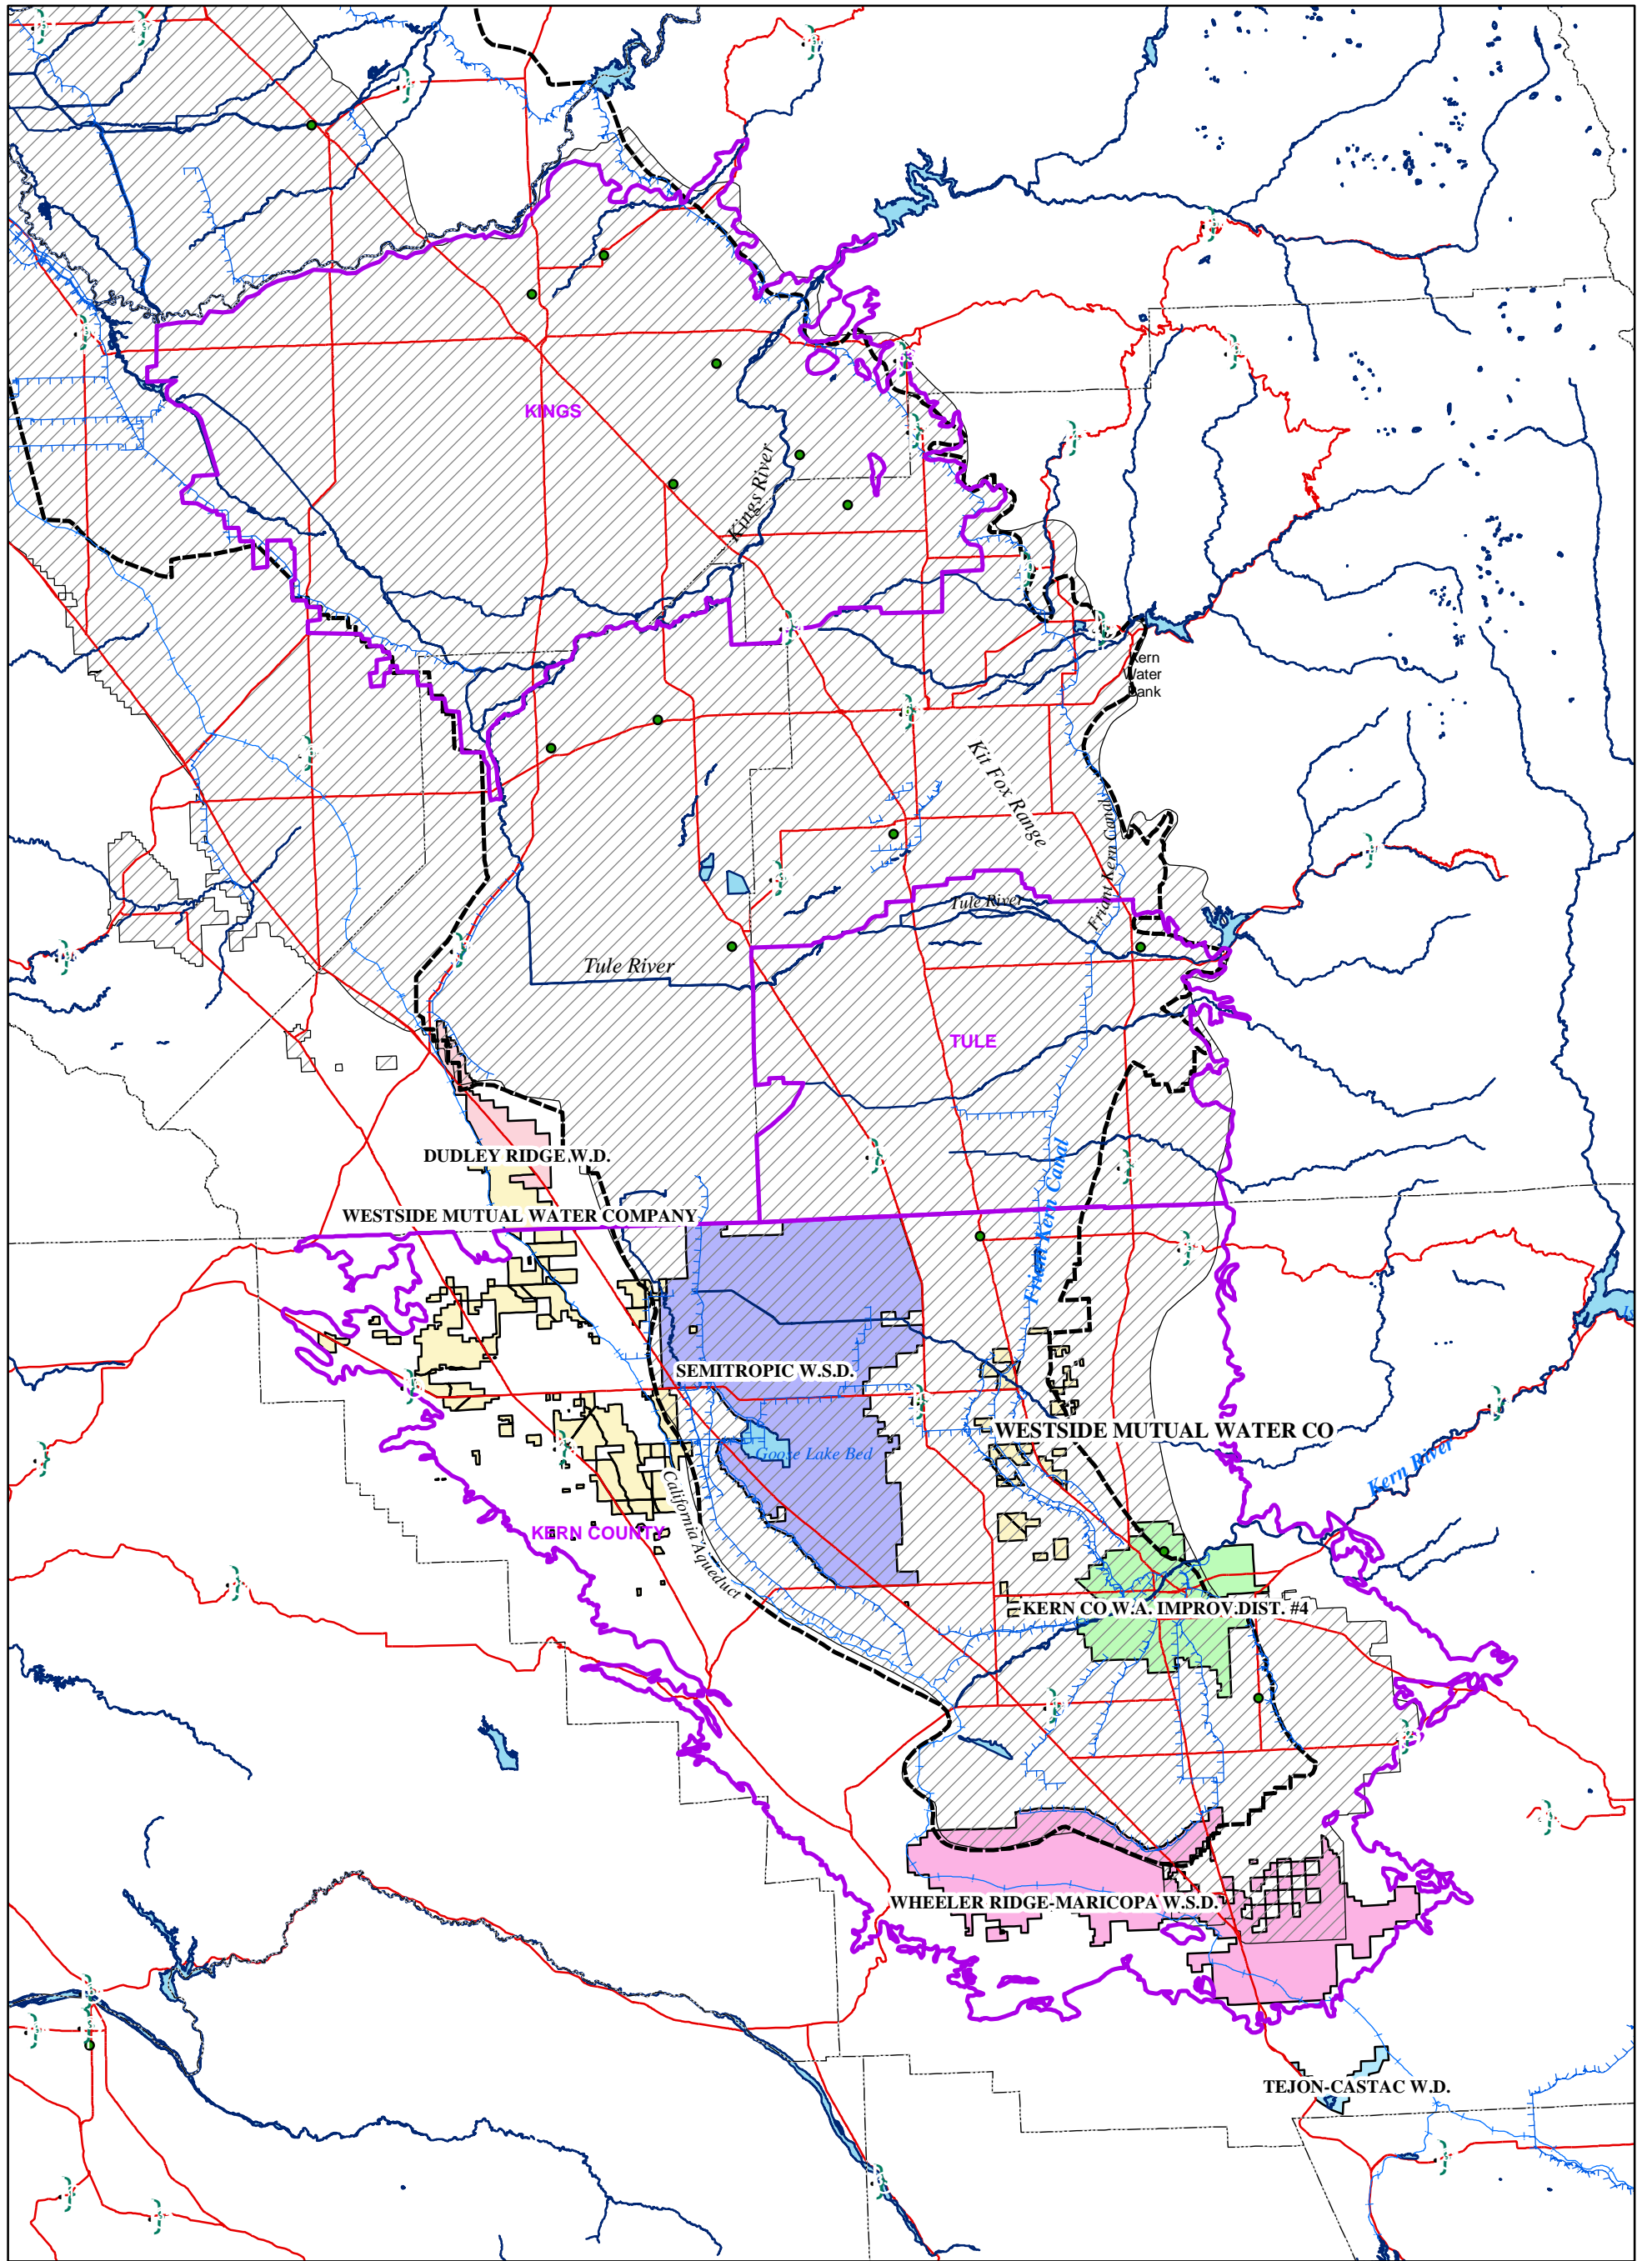 KINGS
Kings River
Kern
Water
Bank
Kit Fox Range
Friant Kern Canal
Tule River
Tule River
TULE
DUDLEY RIDGE W.D.
Friant Kern Canal
WESTSIDE MUTUAL WATER COMPANY
SEMITROPIC W.S.D.
WESTSIDE MUTUAL WATER CO
Goose Lake Bed
Kern River
California Aqueduct
KERN COUNTY
KERN CO W.A. IMPROV.DIST. #4
WHEELER RIDGE-MARICOPA W.S.D.
TEJON-CASTAC W.D.